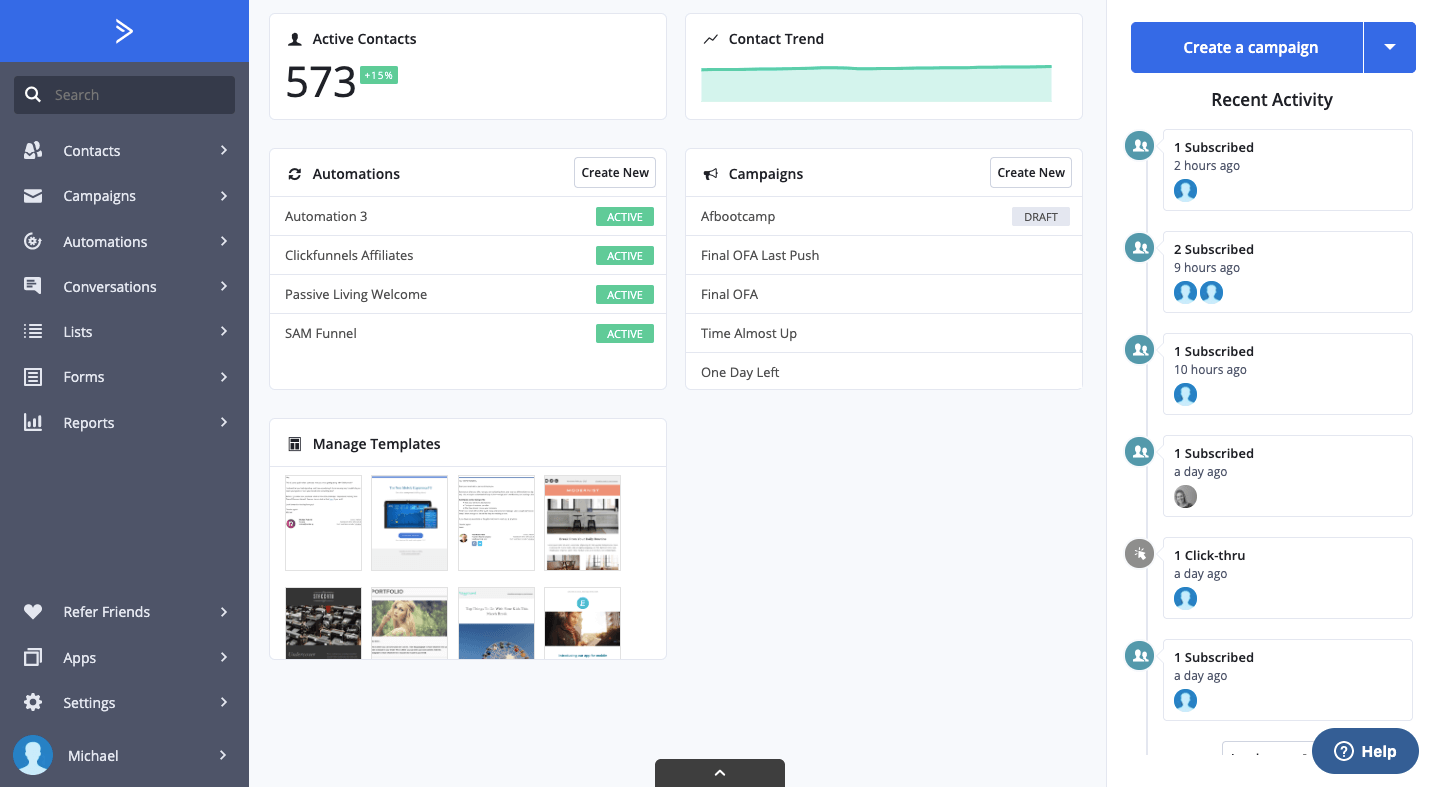 Search
Contacts
Campaigns
Automations
Conversations
Lists
Forms
Reports
Refer Friends
Apps
Settings
Michael
Active Contacts
573 +15%
Contact Trend
Automations Create New
Automation 3 ACTIVE
Clickfunnels Affiliates ACTIVE
Passive Living Welcome ACTIVE
SAM Funnel ACTIVE
Campaigns Create New
Afbootcamp DRAFT
Final OFA Last Push
Final OFA
Time Almost Up
One Day Left
Manage Templates
PORTFOLIO
Create a campaign
Recent Activity
1 Subscribed
2 hours ago
2 Subscribed
9 hours ago
1 Subscribed
10 hours ago
1 Subscribed
a day ago
1 Click-thru
a day ago
1 Subscribed
a day ago
Help